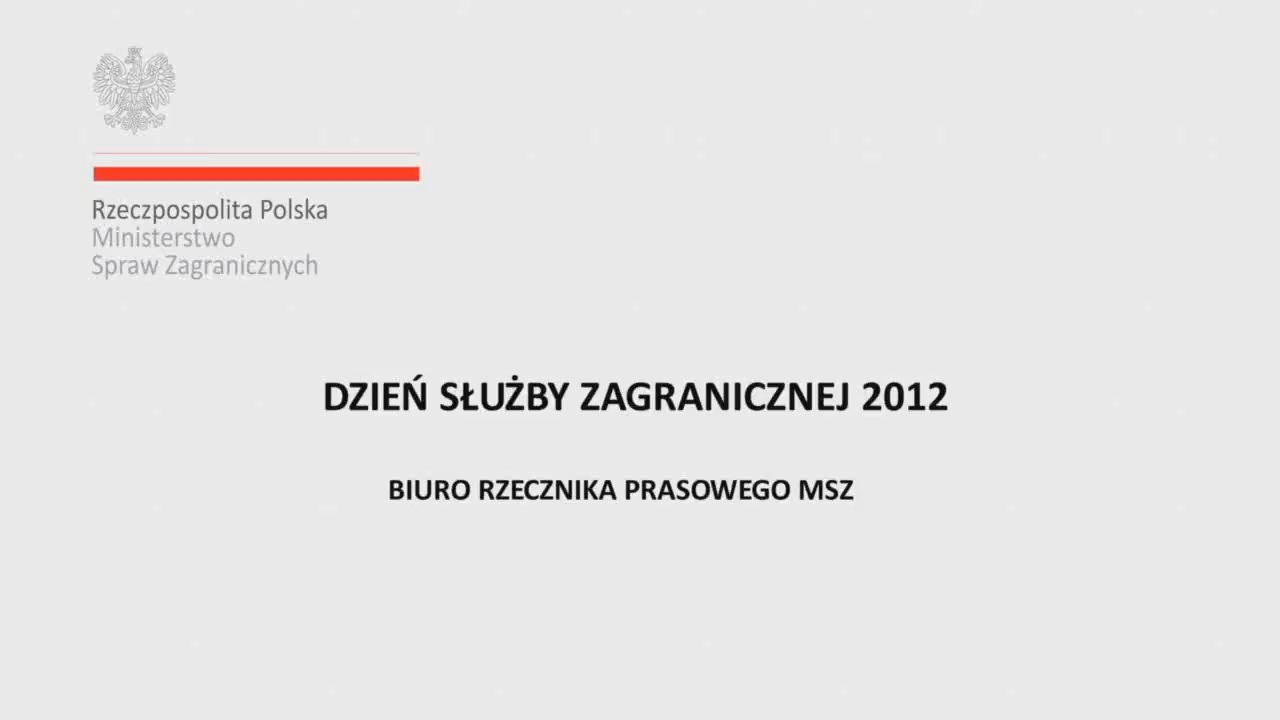 Rzeczpospolita Polska
Ministerstwo
Spraw Zagranicznych
DZIEŃ SŁUŻBY ZAGRANICZNEJ 2012
BIURO RZECZNIKA PRASOWEGO MSZ